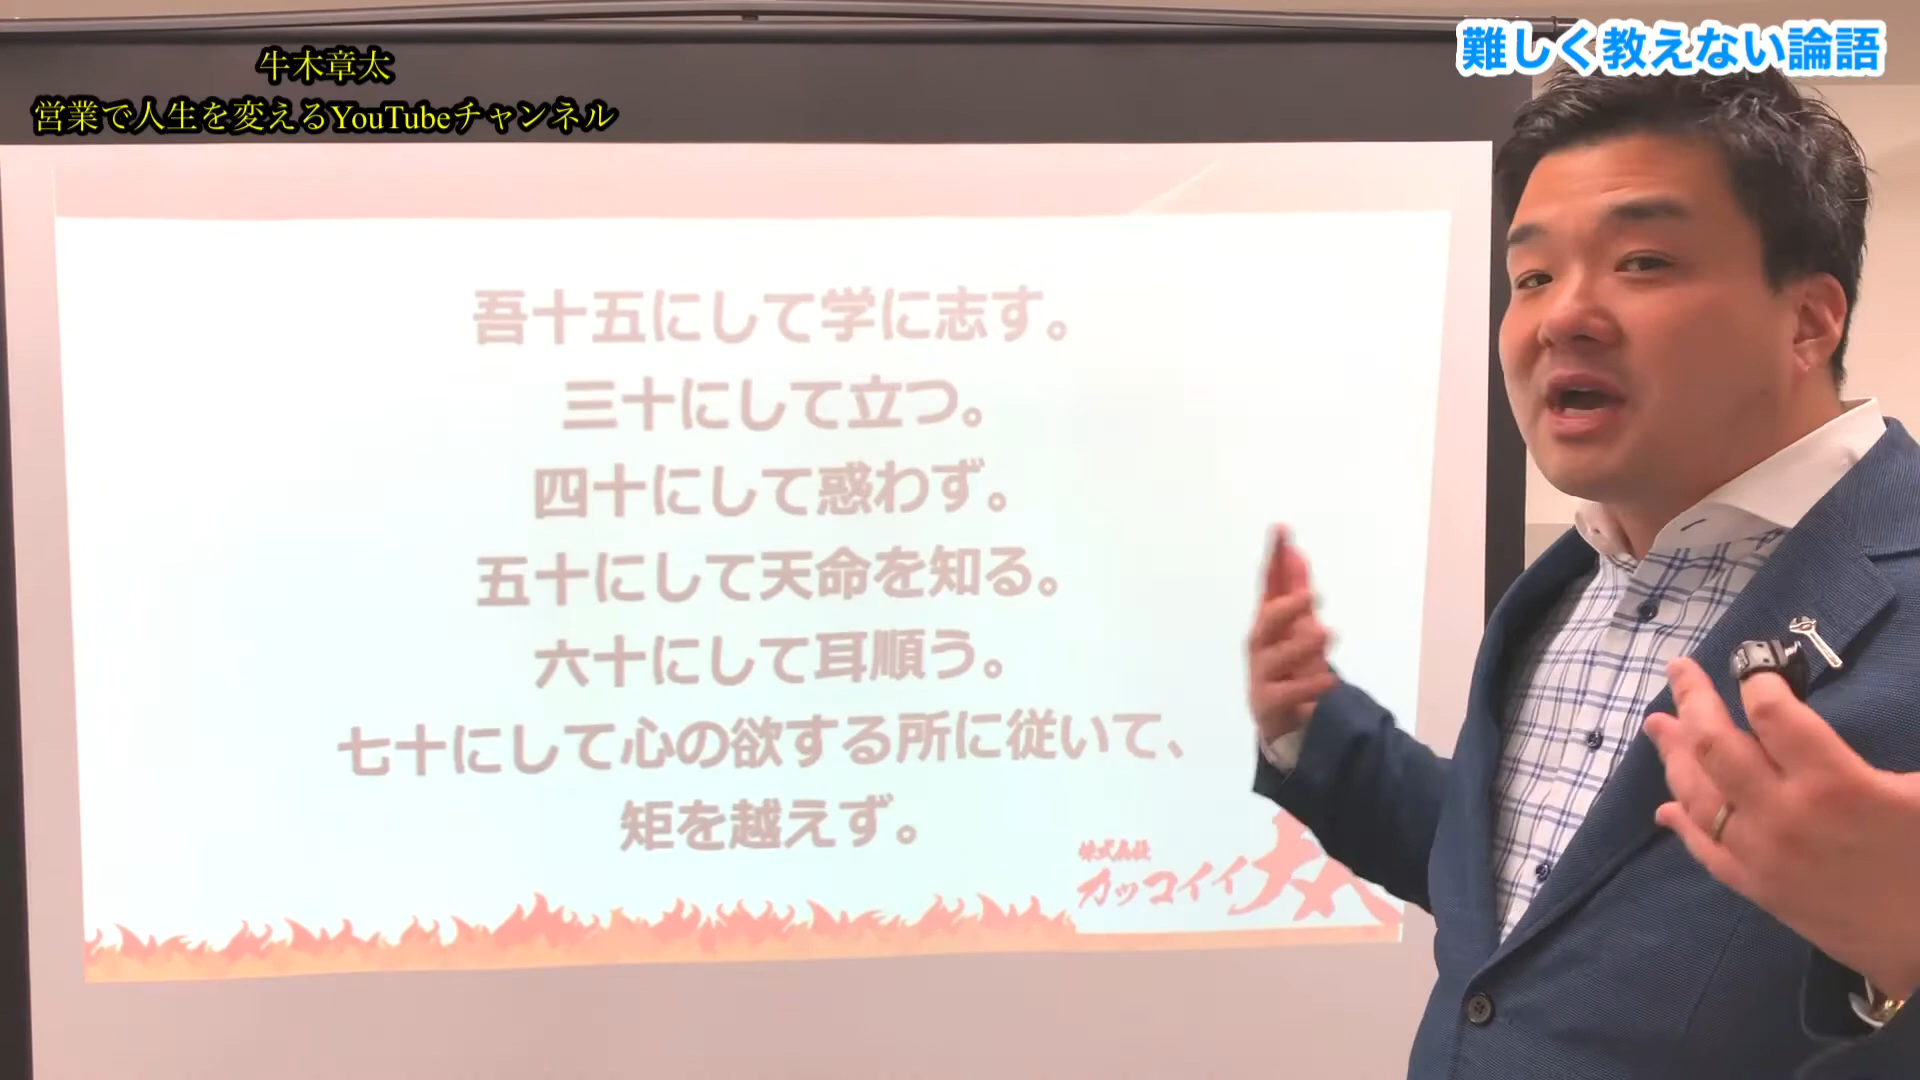 牛木章太
営業で人生を変えるYouTubeチャンネル
難しく教えない論語
吾十五にして学に志す。
三十にして立つ。
四十にして惑わず。
五十にして天命を知る。
六十にして耳順う。
七十にして心の欲する所に従いて、
矩を越えず。
株式会社
カッコイイ大人